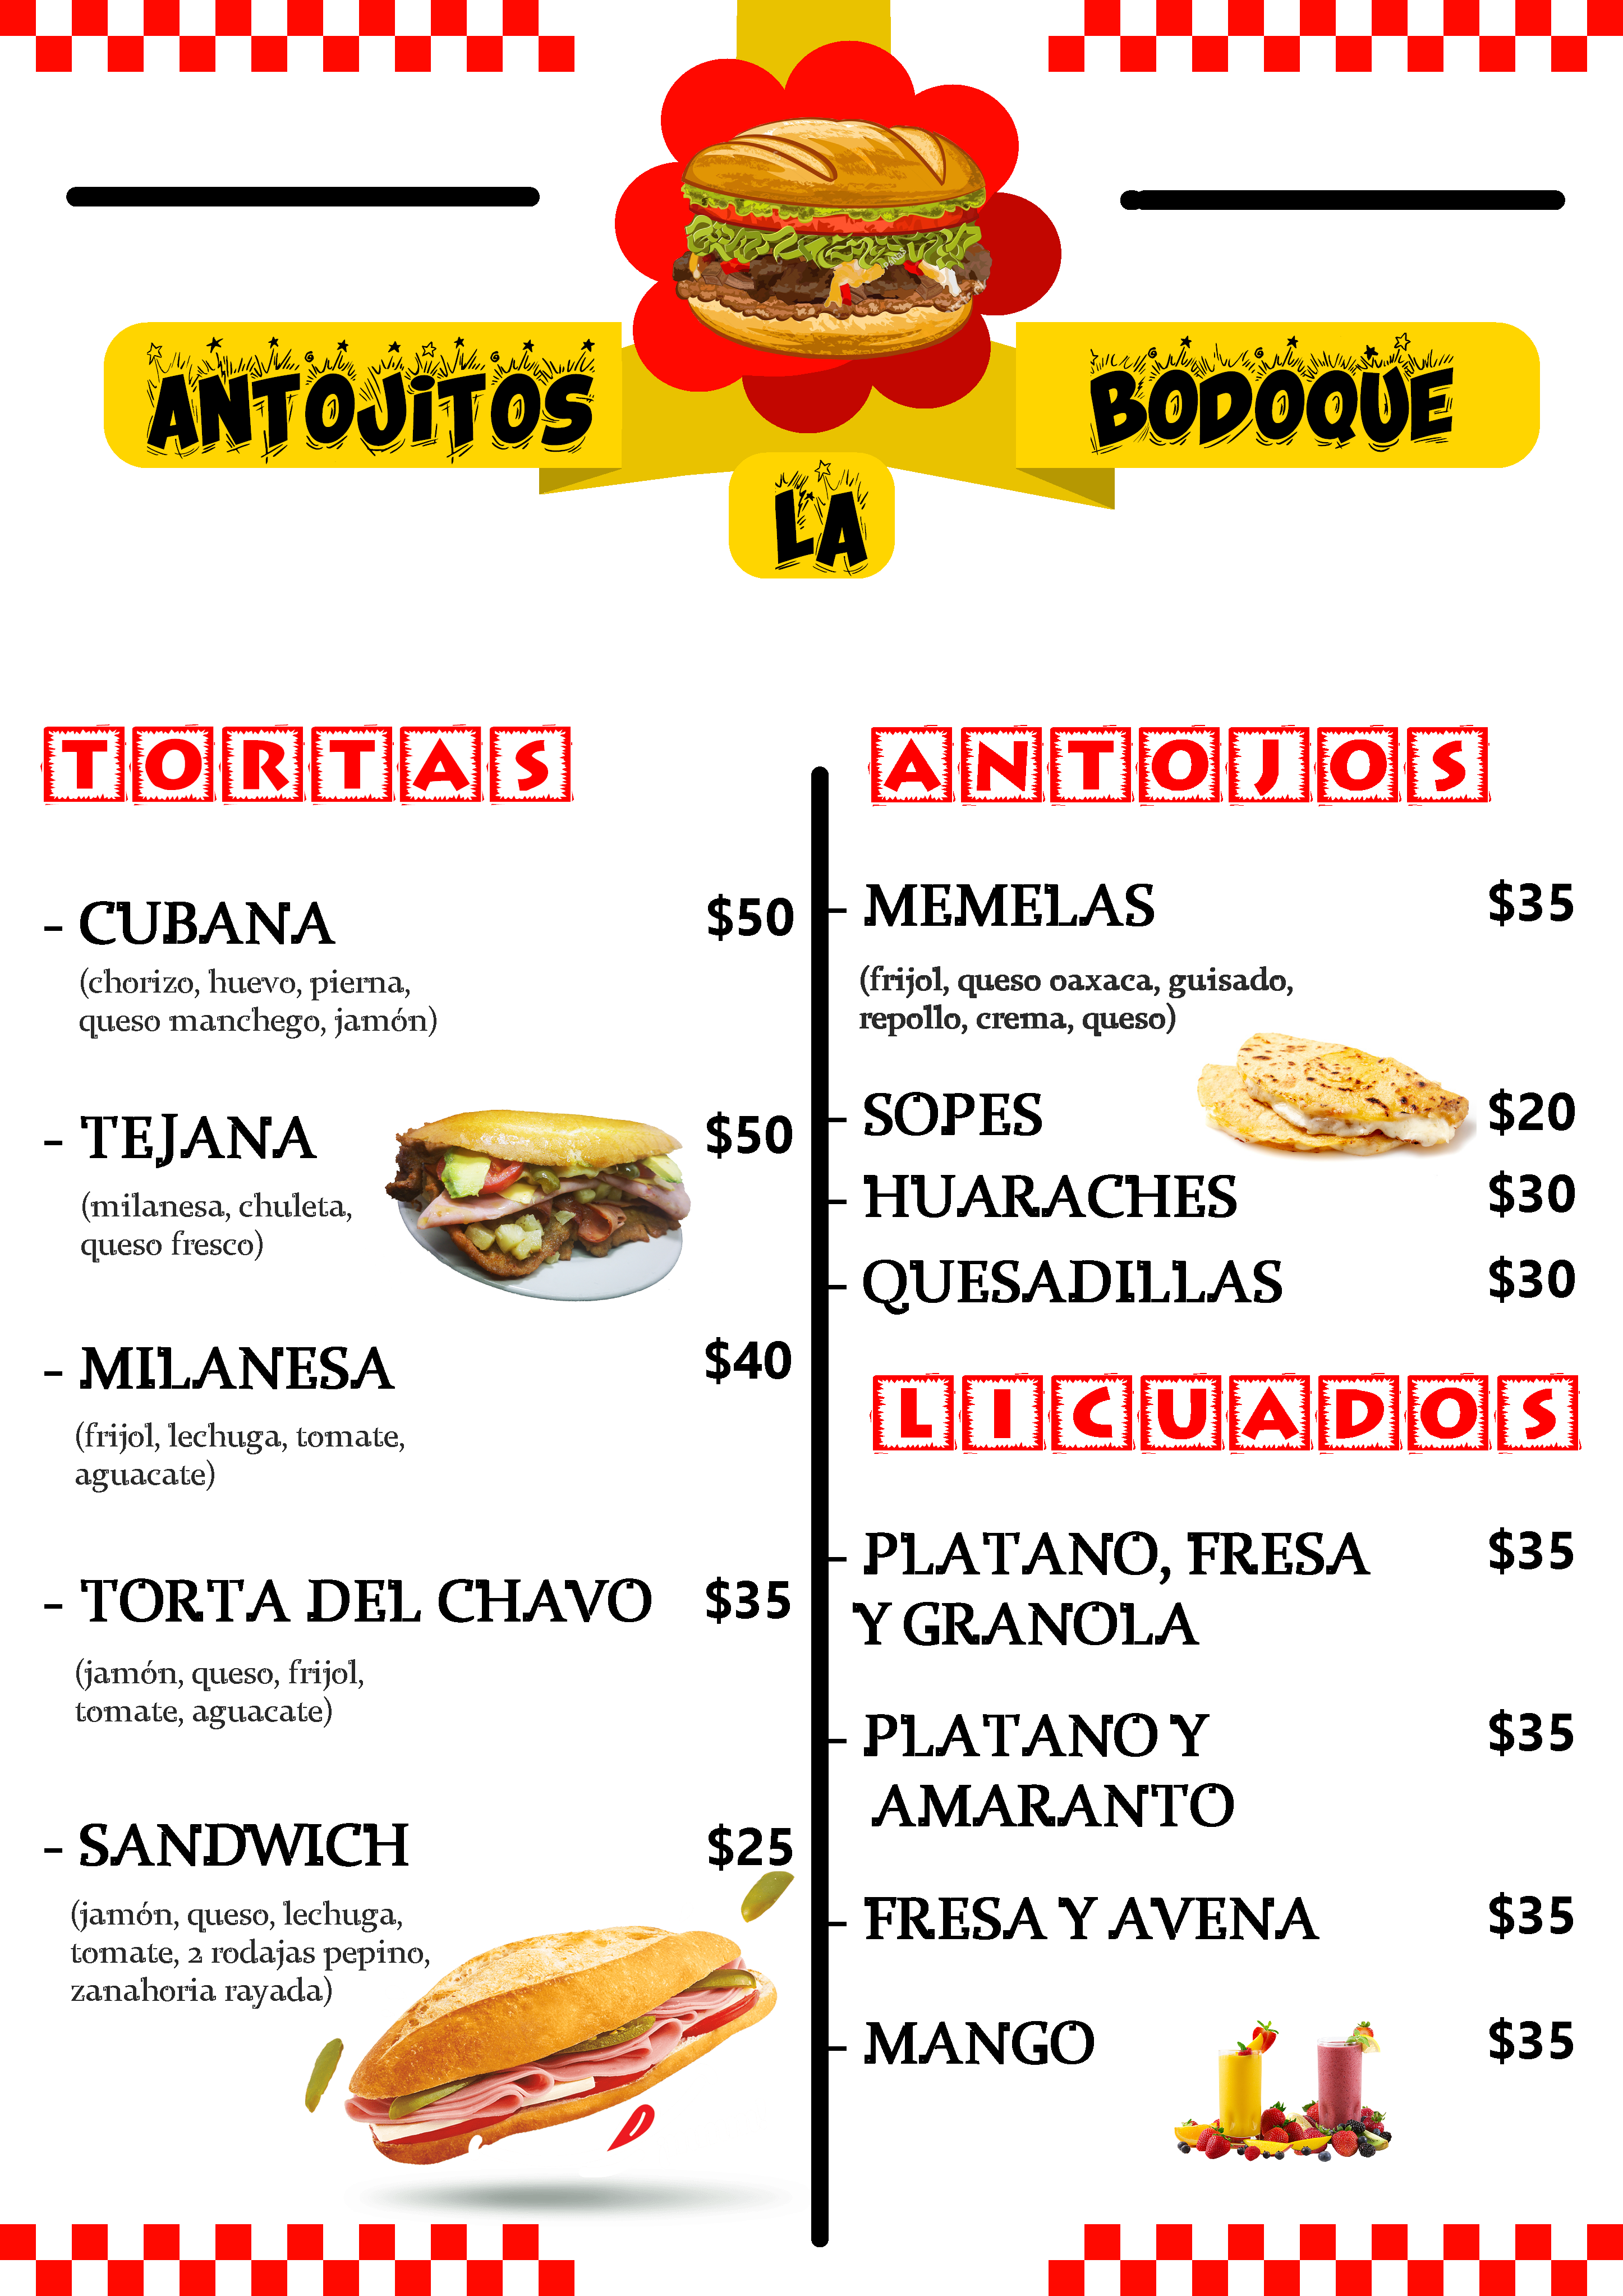 ANTOJITOS
LA
BODOQUE
TORTAS
- CUBANA $50
(chorizo, huevo, pierna,
queso manchego, jamón)
- TEJANA $50
(milanesa, chuleta,
queso fresco)
- MILANESA $40
(frijol, lechuga, tomate,
aguacate)
- TORTA DEL CHAVO $35
(jamón, queso, frijol,
tomate, aguacate)
- SANDWICH $25
(jamón, queso, lechuga,
tomate, 2 rodajas pepino,
zanahoria rayada)
ANTOJOS
- MEMELAS $35
(frijol, queso oaxaca, guisado,
repollo, crema, queso)
- SOPES $20
- HUARACHES $30
- QUESADILLAS $30
LICUADOS
- PLATANO, FRESA $35
Y GRANOLA
- PLATANO Y $35
AMARANTO
- FRESA Y AVENA $35
- MANGO $35